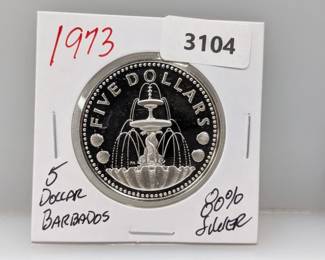 1973
3104
FIVE DOLLARS
5
DOLLAR
BARBADOS
80%
SILVER